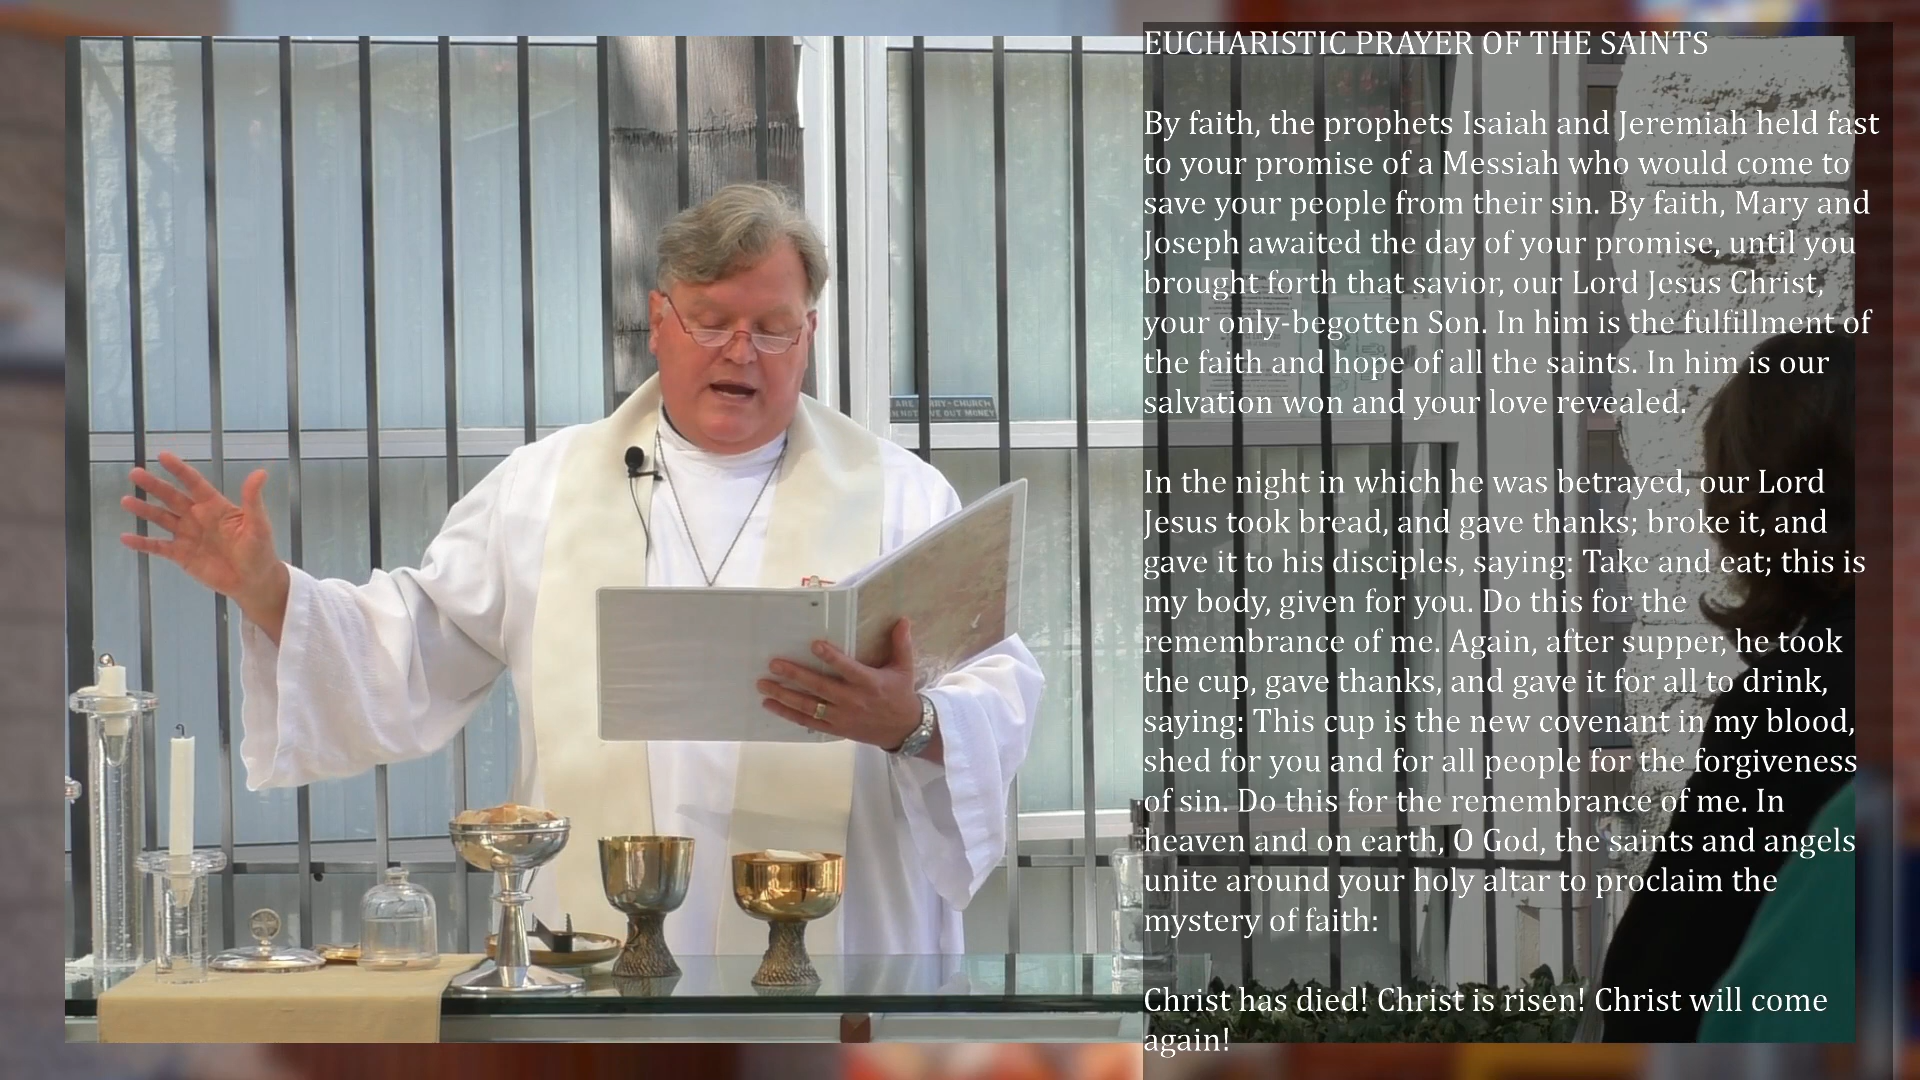 EUCHARISTIC PRAYER OF THE SAINTS
By faith, the prophets Isaiah and Jeremiah held fast
to your promise of a Messiah who would come to
save your people from their sin. By faith, Mary and
Joseph awaited the day of your promise, until you
brought forth that savior, our Lord Jesus Christ,
your only-begotten Son. In him is the fulfillment of
the faith and hope of all the saints. In him is our
salvation won and your love revealed.
In the night in which he was betrayed, our Lord
Jesus took bread, and gave thanks; broke it, and
gave it to his disciples, saying: Take and eat; this is
my body, given for you. Do this for the
remembrance of me. Again, after supper, he took
the cup, gave thanks, and gave it for all to drink,
saying: This cup is the new covenant in my blood,
shed for you and for all people for the forgiveness
of sin. Do this for the remembrance of me. In
heaven and on earth, O God, the saints and angels
unite around your holy altar to proclaim the
mystery of faith:
Christ has died! Christ is risen! Christ will come
again!
ARE
CHURCH
OUT MONEY